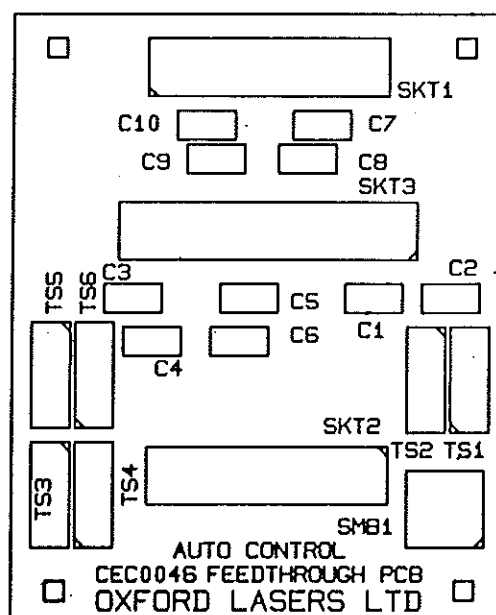 SKT1
C10
C7
C9
C8
SKT3
TS5
TS6
C3
C2
C5
C1
C6
C4
SKT2
TS2 TS1
TS3
TS4
SMB1
AUTO CONTROL
CEC0046 FEEDTHROUGH PCB
OXFORD LASERS LTD